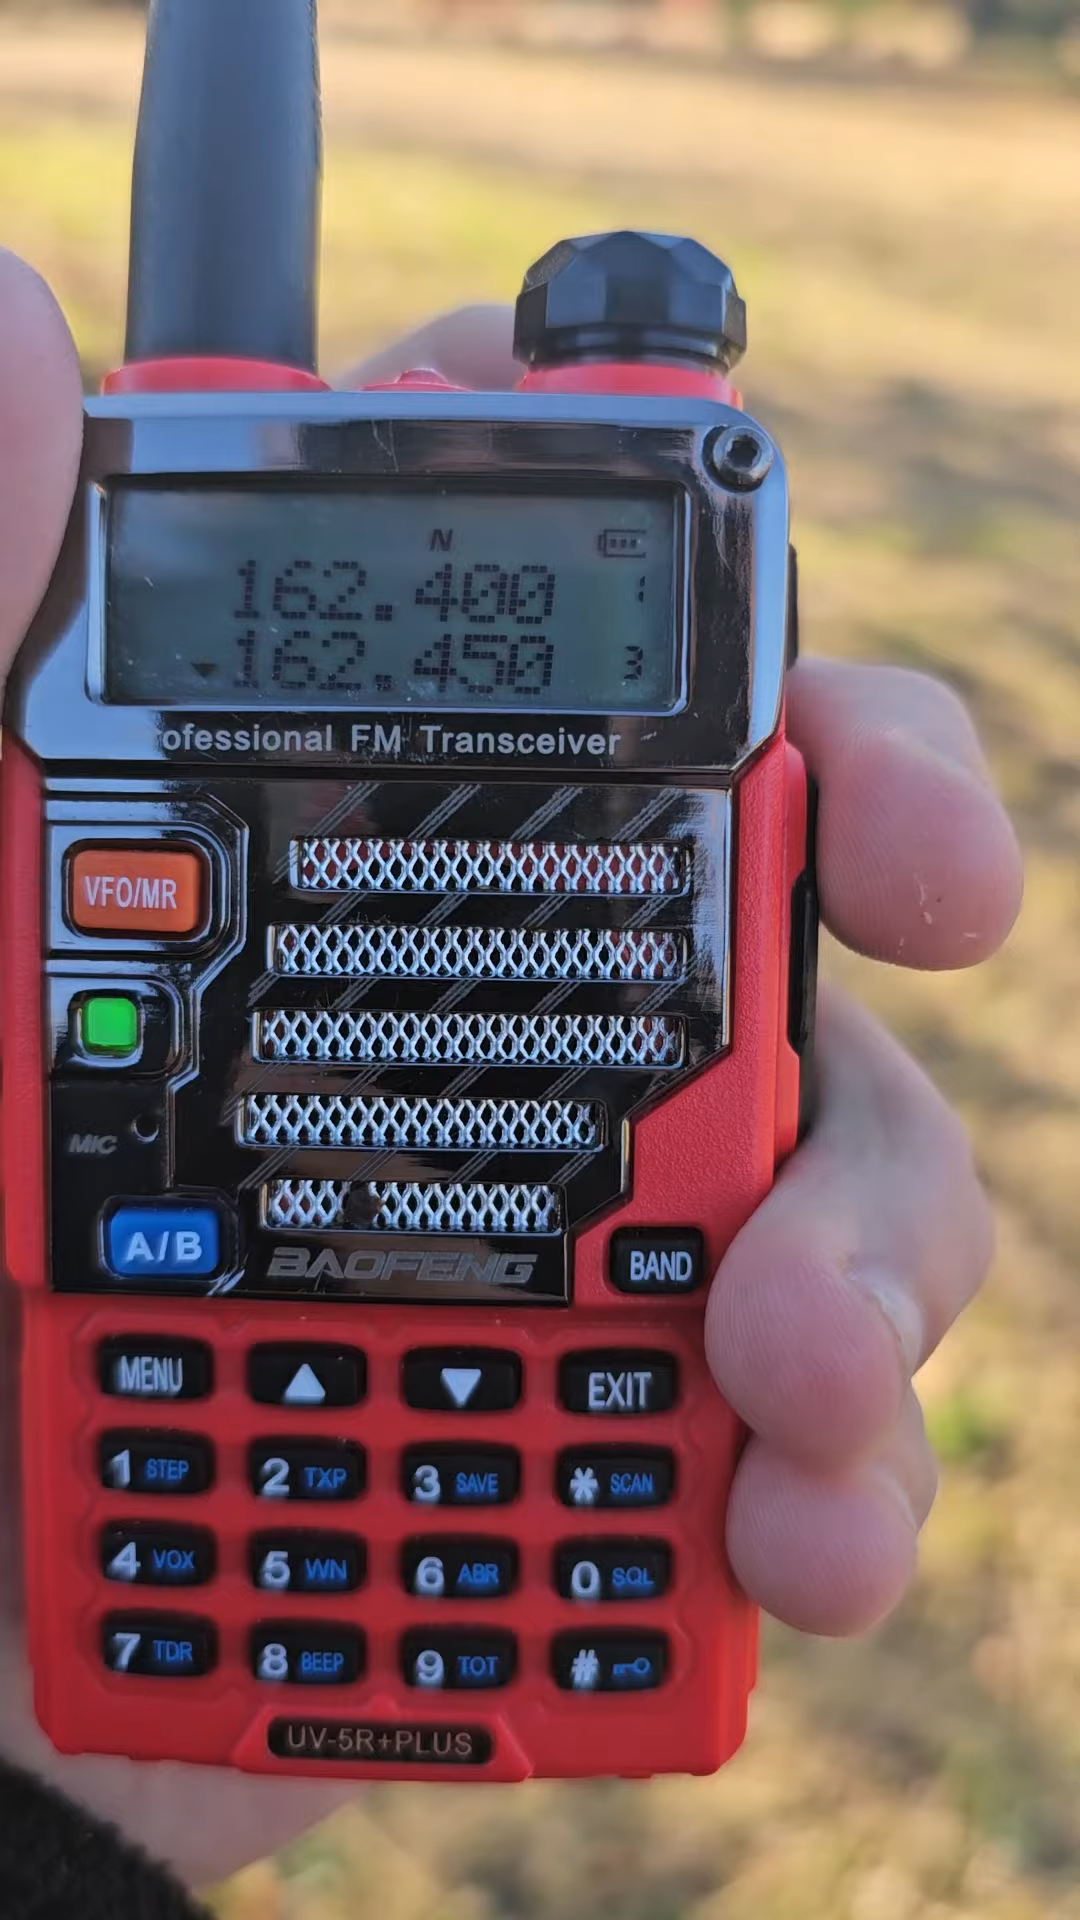 N
162.400
162.450 3
ofessional FM Transceiver
VFO/MR
MIC
A/B
BAOFENG
BAND
MENU ▲ ▼ EXIT
1 STEP 2 TXP 3 SAVE * SCAN
4 VOX 5 WN 6 ABR 0 SQL
7 TDR 8 BEEP 9 TOT #
UV-5R+PLUS